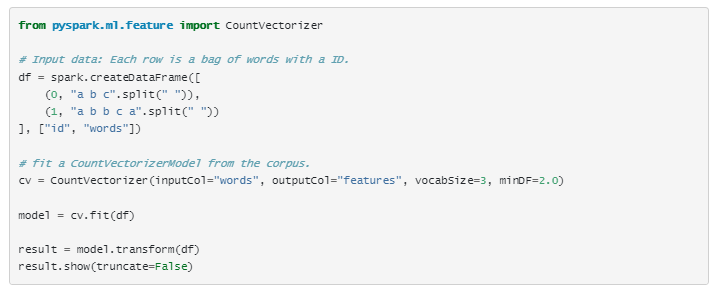 from pyspark.ml.feature import CountVectorizer
# Input data: Each row is a bag of words with a ID.
df = spark.createDataFrame([
    (0, "a b c".split(" ")),
    (1, "a b b c a".split(" "))
], ["id", "words"])
# fit a CountVectorizerModel from the corpus.
cv = CountVectorizer(inputCol="words", outputCol="features", vocabSize=3, minDF=2.0)
model = cv.fit(df)
result = model.transform(df)
result.show(truncate=False)